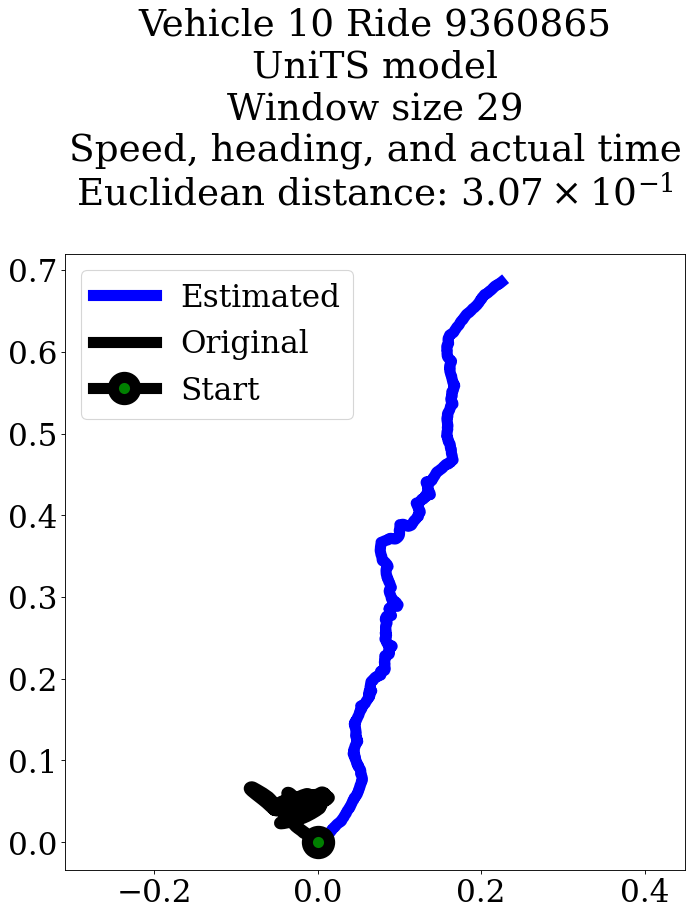 Vehicle 10 Ride 9360865
UniTS model
Window size 29
Speed, heading, and actual time
Euclidean distance: 3.07 × 10⁻¹
Estimated
Original
Start
0.7
0.6
0.5
0.4
0.3
0.2
0.1
0.0
−0.2 0.0 0.2 0.4